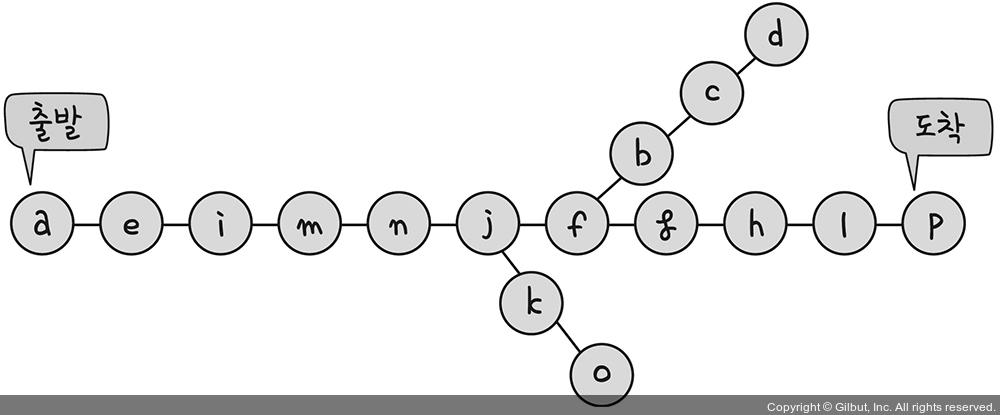 d
c
출발
도착
b
a e i m n j f g h l p
k
o
Copyright © Gilbut, Inc. All rights reserved.